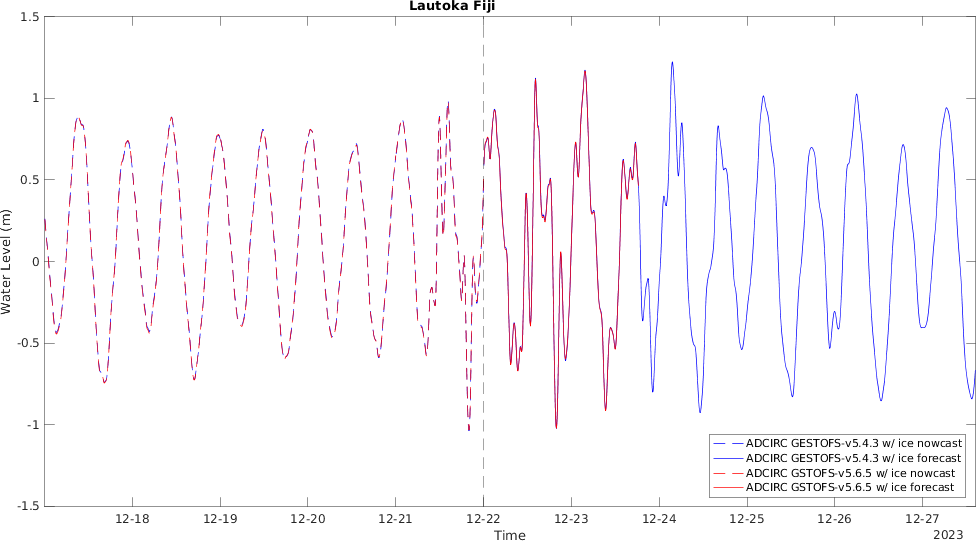 Lautoka Fiji
1.5
1
0.5
0
-0.5
-1
-1.5
Water Level (m)
12-18
12-19
12-20
12-21
12-22
12-23
12-24
12-25
12-26
12-27
Time
2023
ADCIRC GESTOFS-v5.4.3 w/ ice nowcast
ADCIRC GESTOFS-v5.4.3 w/ ice forecast
ADCIRC GSTOFS-v5.6.5 w/ ice nowcast
ADCIRC GSTOFS-v5.6.5 w/ ice forecast